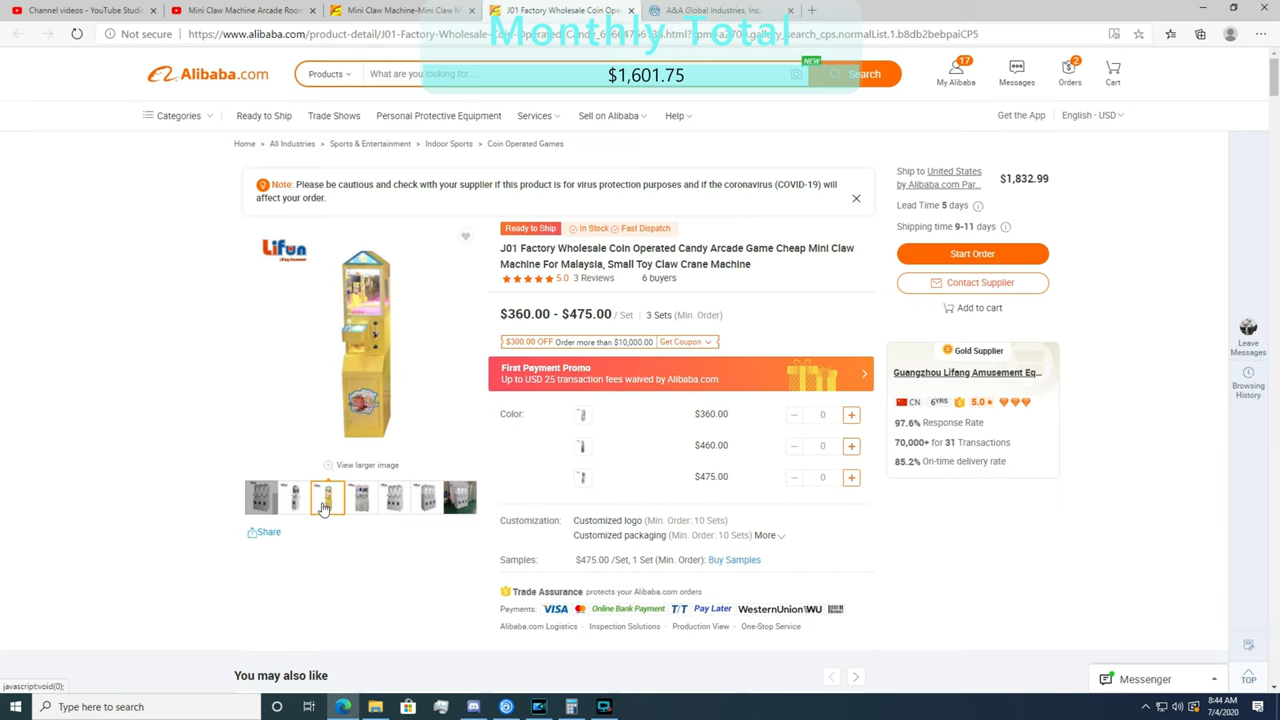 YouTube
Mini Claw Machine Arcade Room
Mini Claw Machine - Mini Claw M
J01 Factory Wholesale Coin Ope
A&A Global Industries, Inc.
Monthly Total
$1,601.75
Not secure
Alibaba.com
Products
What are you looking for...
NEW
Search
17
My Alibaba
Messages
2
Orders
Cart
Categories
Ready to Ship
Trade Shows
Personal Protective Equipment
Services
Sell on Alibaba
Help
Get the App
English - USD
Home > All Industries > Sports & Entertainment > Indoor Sports > Coin Operated Games
Note: Please be cautious and check with your supplier if this product is for virus protection purposes and if the coronavirus (COVID-19) will
affect your order.
Lifun
View larger image
Share
Ready to Ship
In Stock
Fast Dispatch
J01 Factory Wholesale Coin Operated Candy Arcade Game Cheap Mini Claw
Machine For Malaysia, Small Toy Claw Crane Machine
5.0 3 Reviews 6 buyers
$360.00 - $475.00 / Set | 3 Sets (Min. Order)
$300.00 OFF Order more than $10,000.00 Get Coupon
First Payment Promo
Up to USD 25 transaction fees waived by Alibaba.com
Color: $360.00 − 0 +
$460.00 − 0 +
$475.00 − 0 +
Customization: Customized logo (Min. Order: 10 Sets)
Customized packaging (Min. Order: 10 Sets) More
Samples: $475.00 /Set, 1 Set (Min. Order): Buy Samples
Trade Assurance protects your Alibaba.com orders
Payments: VISA Online Bank Payment T/T Pay Later WesternUnion WU
Alibaba.com Logistics · Inspection Solutions · Production View · One-Stop Service
Ship to United States
by Alibaba.com Par...
$1,832.99
Lead Time 5 days
Shipping time 9-11 days
Start Order
Contact Supplier
Add to cart
Gold Supplier
Guangzhou Lifang Amusement Eq...
CN 6YRS 5.0
97.6% Response Rate
70,000+ for 31 Transactions
85.2% On-time delivery rate
Leave
Messages
Browsing
History
You may also like
Messenger
TOP
javascript:void(0);
Type here to search
8:44 AM
7/4/2020